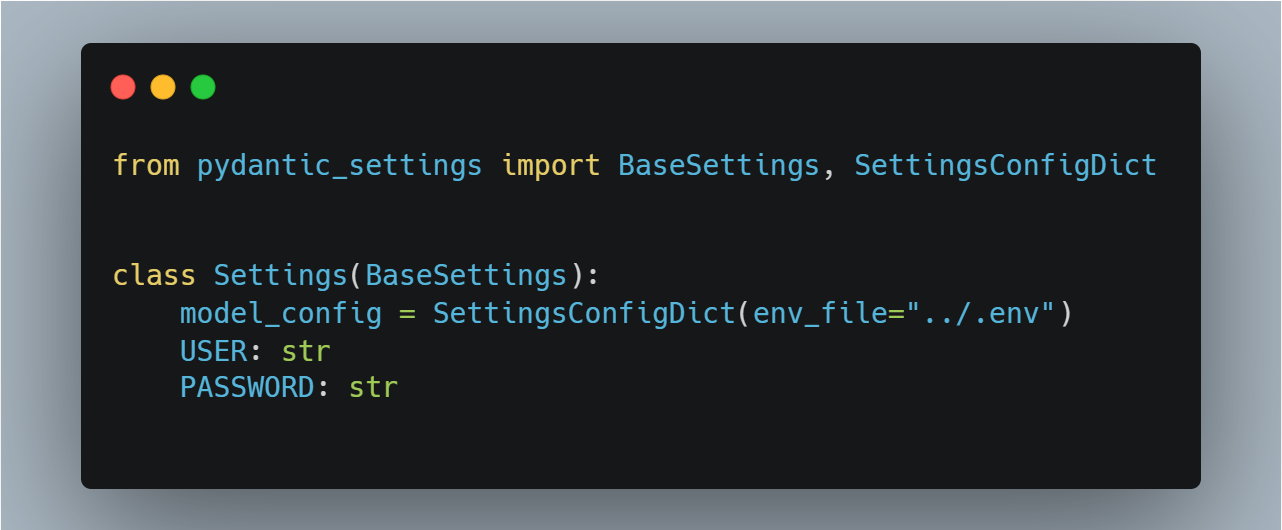 from pydantic_settings import BaseSettings, SettingsConfigDict
class Settings(BaseSettings):
    model_config = SettingsConfigDict(env_file="../.env")
    USER: str
    PASSWORD: str